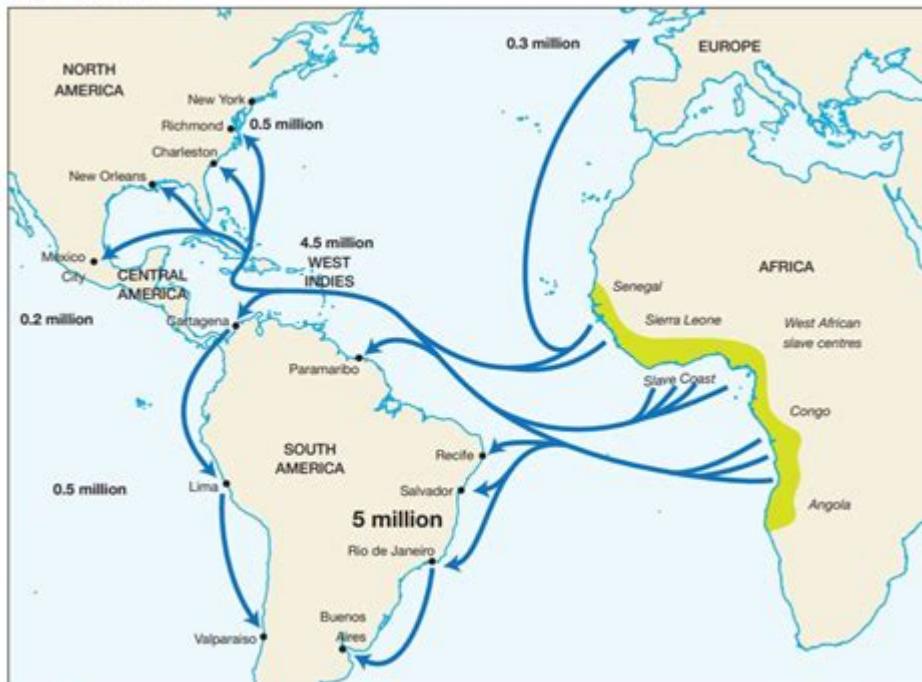 0.3 million
EUROPE
NORTH
AMERICA
New York
Richmond
0.5 million
Charleston
New Orleans
4.5 million
WEST
INDIES
Mexico
City
CENTRAL
AMERICA
AFRICA
Senegal
0.2 million
Cartagena
Sierra Leone
West African
slave centres
Paramaribo
Slave Coast
Congo
SOUTH
AMERICA
Recife
0.5 million
Lima
Salvador
Angola
5 million
Rio de Janeiro
Buenos
Aires
Valparaiso